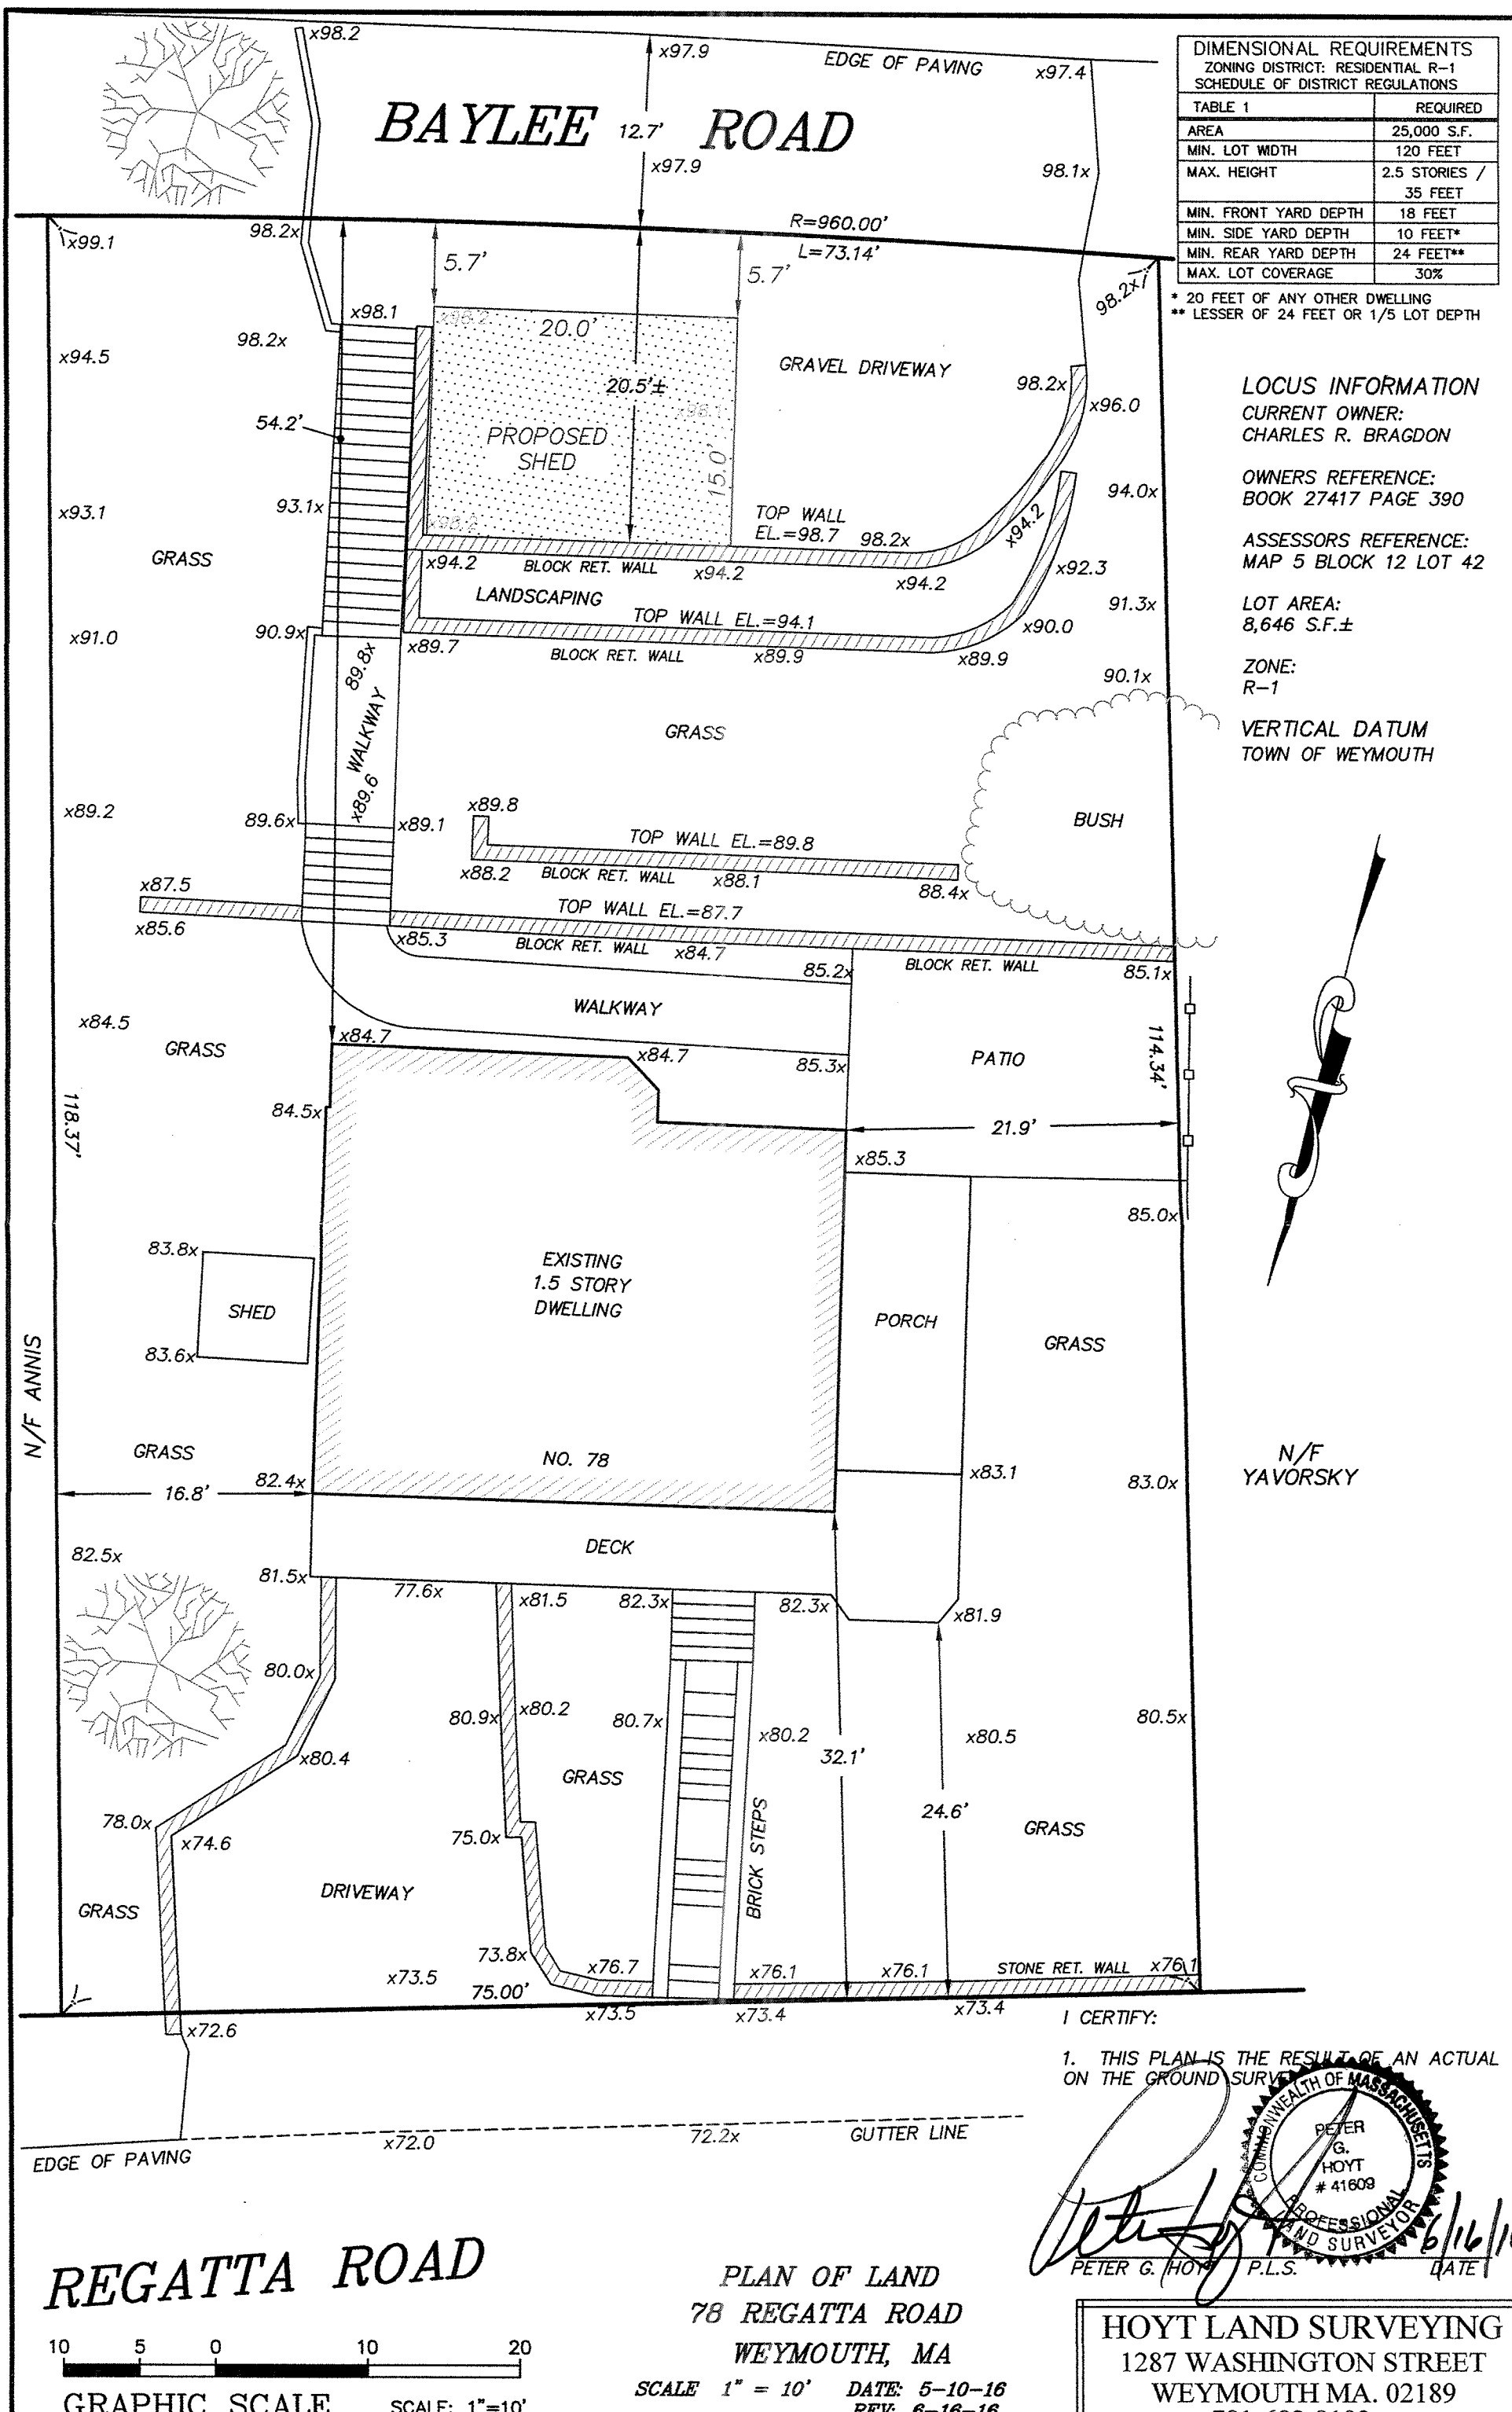 x98.2
x97.9
EDGE OF PAVING
x97.4
BAYLEE ROAD
12.7'
x97.9
98.1x
R=960.00'
L=73.14'
x99.1
98.2x
98.2x
5.7'
5.7'
DIMENSIONAL REQUIREMENTS
ZONING DISTRICT: RESIDENTIAL R-1
SCHEDULE OF DISTRICT REGULATIONS
TABLE 1 REQUIRED
AREA 25,000 S.F.
MIN. LOT WIDTH 120 FEET
MAX. HEIGHT 2.5 STORIES /
35 FEET
MIN. FRONT YARD DEPTH 18 FEET
MIN. SIDE YARD DEPTH 10 FEET*
MIN. REAR YARD DEPTH 24 FEET**
MAX. LOT COVERAGE 30%
* 20 FEET OF ANY OTHER DWELLING
** LESSER OF 24 FEET OR 1/5 LOT DEPTH
LOCUS INFORMATION
CURRENT OWNER:
CHARLES R. BRAGDON
OWNERS REFERENCE:
BOOK 27417 PAGE 390
ASSESSORS REFERENCE:
MAP 5 BLOCK 12 LOT 42
LOT AREA:
8,646 S.F.±
ZONE:
R-1
VERTICAL DATUM
TOWN OF WEYMOUTH
x98.1
x98.2
20.0'
98.2x
x94.5
20.5'±
GRAVEL DRIVEWAY
98.2x
x96.0
x98.1
54.2'
PROPOSED
SHED
15.0'
x93.1
93.1x
x98.2
TOP WALL
EL.=98.7
98.2x
x94.2
94.0x
GRASS
x94.2
BLOCK RET. WALL
x94.2
x94.2
x92.3
LANDSCAPING
TOP WALL EL.=94.1
91.3x
x91.0
90.9x
x89.7
BLOCK RET. WALL
x89.9
x89.9
x90.0
89.8x
90.1x
WALKWAY
GRASS
x89.6
x89.2
89.6x
x89.1
x89.8
TOP WALL EL.=89.8
BUSH
x88.2
BLOCK RET. WALL
x88.1
88.4x
x87.5
TOP WALL EL.=87.7
x85.6
x85.3
BLOCK RET. WALL
x84.7
85.2x
BLOCK RET. WALL
85.1x
WALKWAY
x84.5
GRASS
x84.7
x84.7
85.3x
PATIO
114.34'
118.37'
84.5x
21.9'
x85.3
85.0x
83.8x
SHED
83.6x
EXISTING
1.5 STORY
DWELLING
PORCH
GRASS
N/F ANNIS
GRASS
82.4x
NO. 78
x83.1
83.0x
N/F
YAVORSKY
16.8'
DECK
82.5x
81.5x
77.6x
x81.5
82.3x
82.3x
x81.9
80.0x
80.9x
x80.2
80.7x
x80.2
x80.5
80.5x
x80.4
32.1'
GRASS
24.6'
78.0x
x74.6
75.0x
BRICK STEPS
GRASS
DRIVEWAY
GRASS
73.8x
x76.7
x76.1
x76.1
STONE RET. WALL
x76.1
x73.5
75.00'
x73.5
x73.4
x73.4
x72.6
I CERTIFY:
1. THIS PLAN IS THE RESULT OF AN ACTUAL
ON THE GROUND
EDGE OF PAVING
x72.0
72.2x
GUTTER LINE
COMMONWEALTH OF MASSACHUSETTS
PETER
G.
HOYT
# 41609
PROFESSIONAL
LAND SURVEYOR
PETER G. HOYT P.L.S.
DATE
REGATTA ROAD
10 5 0 10 20
GRAPHIC SCALE
SCALE: 1"=10'
PLAN OF LAND
78 REGATTA ROAD
WEYMOUTH, MA
SCALE 1" = 10' DATE: 5-10-16
REV: 6-16-16
HOYT LAND SURVEYING
1287 WASHINGTON STREET
WEYMOUTH MA. 02189